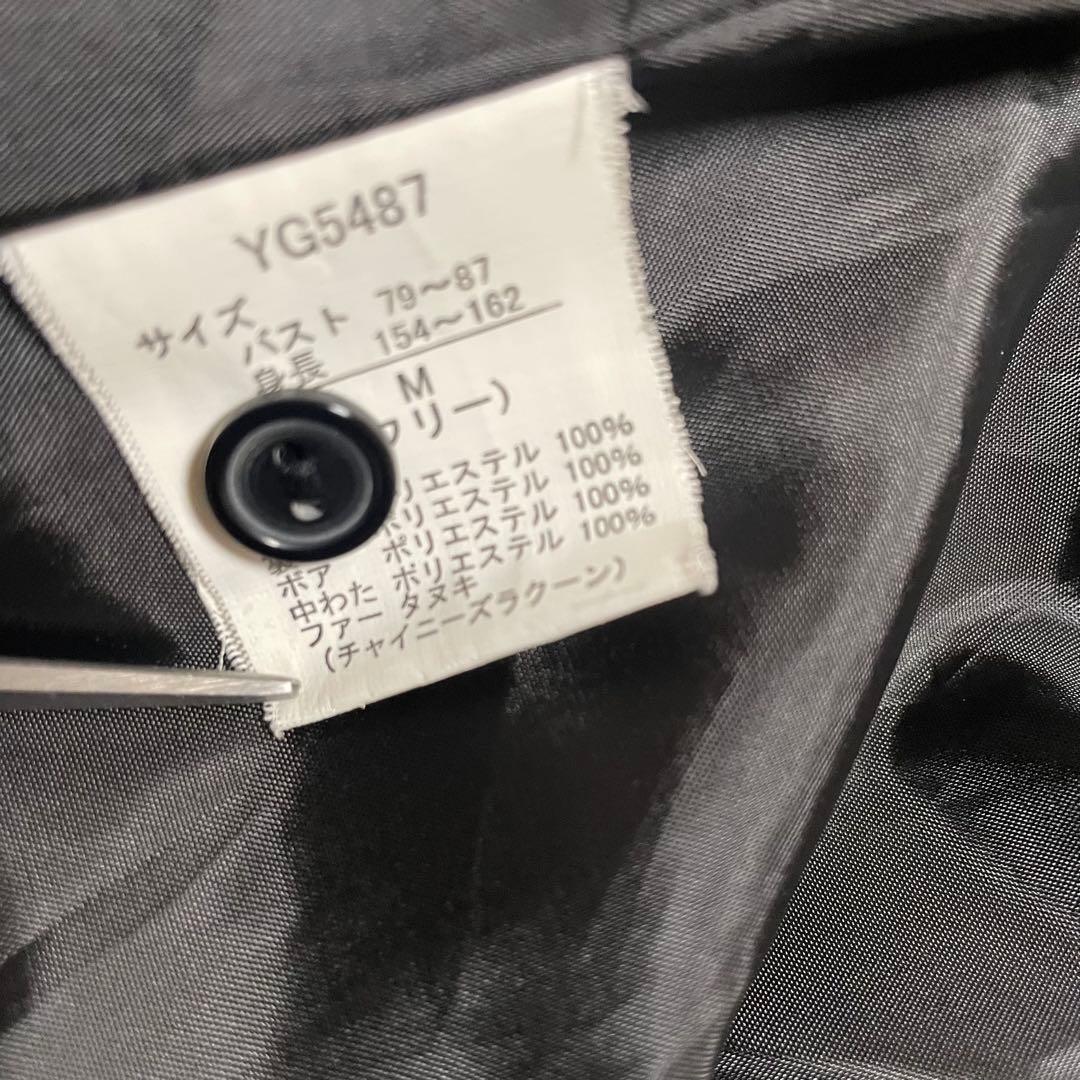 YG5487
サイズ
バスト 79〜87
身長 154〜162
M
フリー)
リエステル 100%
ポリエステル 100%
ボア ポリエステル 100%
中わた ポリエステル 100%
ファー タヌキ
(チャイニーズラクーン)